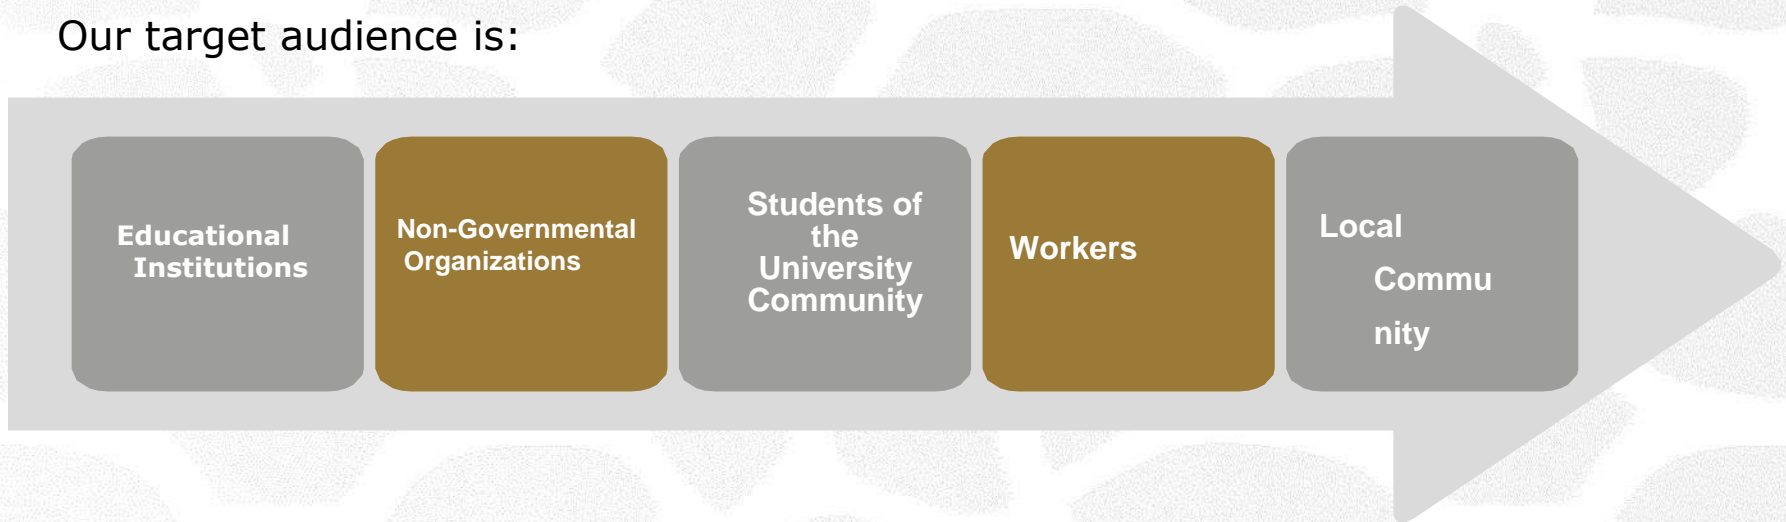 Our target audience is:
Educational
Institutions
Non-Governmental
Organizations
Students of
the
University
Community
Workers
Local
Commu
nity